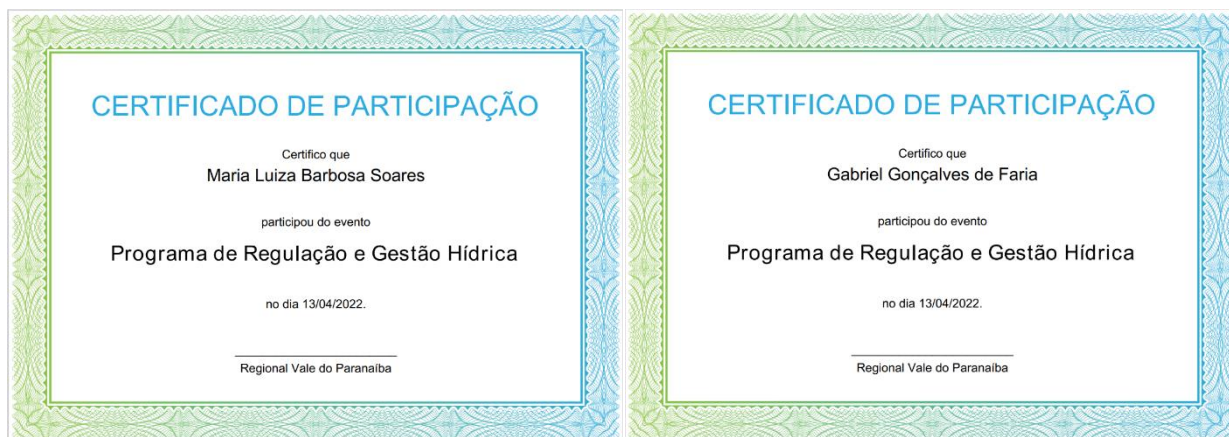 CERTIFICADO DE PARTICIPAÇÃO
Certifico que
Maria Luiza Barbosa Soares
participou do evento
Programa de Regulação e Gestão Hídrica
no dia 13/04/2022.
Regional Vale do Paranaíba
CERTIFICADO DE PARTICIPAÇÃO
Certifico que
Gabriel Gonçalves de Faria
participou do evento
Programa de Regulação e Gestão Hídrica
no dia 13/04/2022.
Regional Vale do Paranaíba